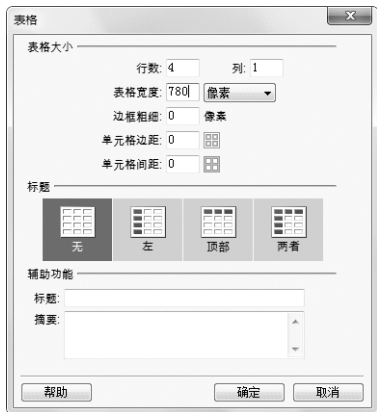 表格
表格大小
行数: 4 列: 1
表格宽度: 780 像素
边框粗细: 0 像素
单元格边距: 0
单元格间距: 0
标题
无 左 顶部 两者
辅助功能
标题:
摘要:
帮助 确定 取消